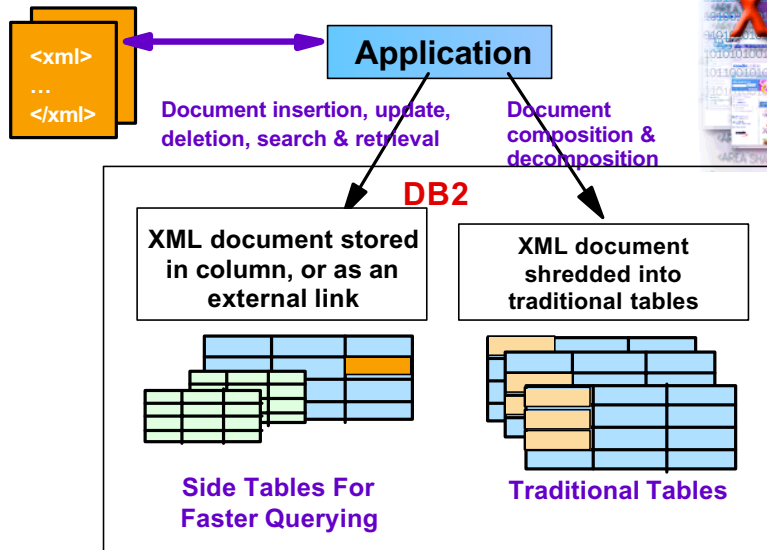 <xml>
...
</xml>
Application
Document insertion, update,
deletion, search & retrieval
Document
composition &
decomposition
DB2
XML document stored
in column, or as an
external link
XML document
shredded into
traditional tables
Side Tables For
Faster Querying
Traditional Tables